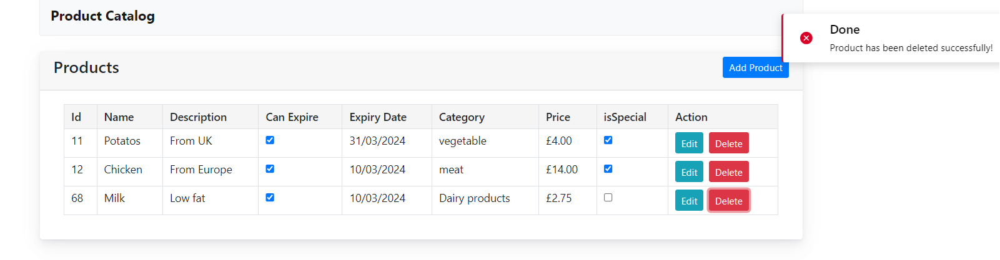 Product Catalog
Done
Product has been deleted successfully!
Products
Add Product
Id Name Description Can Expire Expiry Date Category Price isSpecial Action
11 Potatos From UK 31/03/2024 vegetable £4.00 Edit Delete
12 Chicken From Europe 10/03/2024 meat £14.00 Edit Delete
68 Milk Low fat 10/03/2024 Dairy products £2.75 Edit Delete